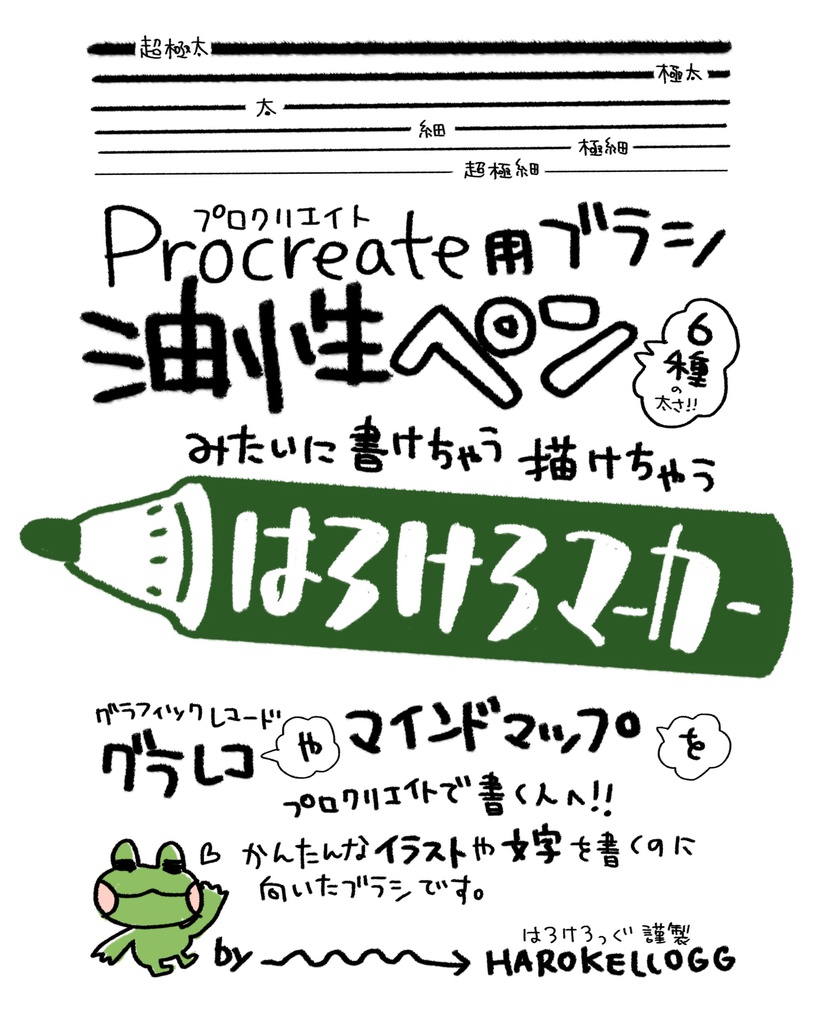 超極太
極太
太
細
極細
超極細
プロクリエイト
Procreate用ブラシ
油性ペン
6種の太さ!!
みたいに書けちゃう 描けちゃう
はろけろマーカー
グラフィックレコード
グラレコ や マインドマップ を
プロクリエイトで書く人へ!!
かんたんなイラストや文字を書くのに
向いたブラシです。
はろけろっぐ 謹製
by HAROKELLOGG